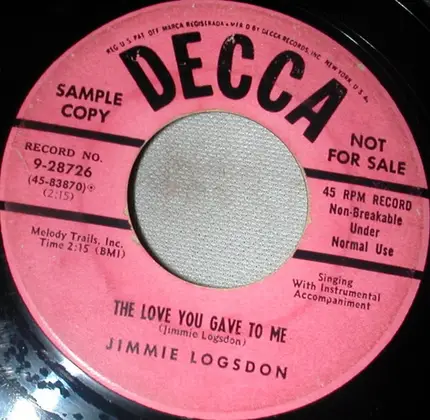 REG. U.S. PAT. OFF. MARCA REGISTRADA • MF'D BY DECCA RECORDS, INC. NEW YORK, U.S.A.
DECCA
SAMPLE
COPY
NOT
FOR SALE
RECORD NO.
9-28726
(45-83870)
(2:15)
45 RPM RECORD
Non-Breakable
Under
Normal Use
Melody Trails, Inc.
Time 2:15 (BMI)
Singing
With Instrumental
Accompaniment
THE LOVE YOU GAVE TO ME
(Jimmie Logsdon)
JIMMIE LOGSDON